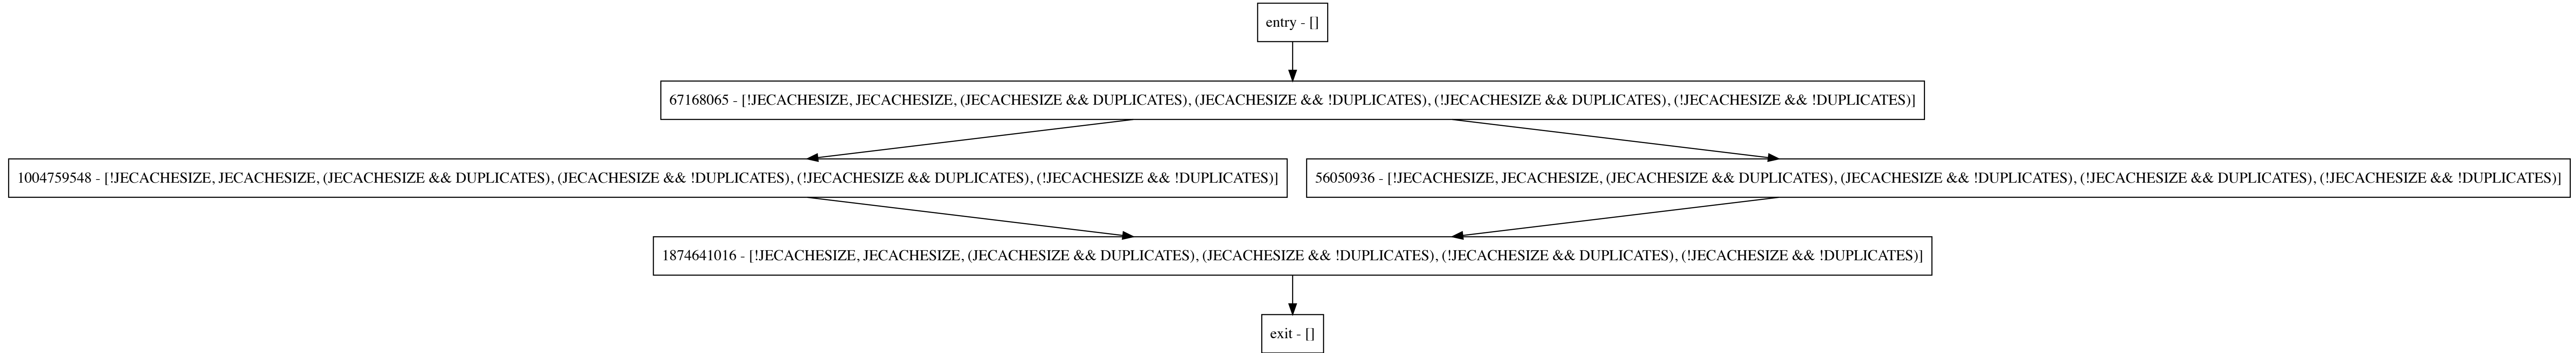 entry - []
67168065 - [!JECACHESIZE, JECACHESIZE, (JECACHESIZE && DUPLICATES), (JECACHESIZE && !DUPLICATES), (!JECACHESIZE && DUPLICATES), (!JECACHESIZE && !DUPLICATES)]
1004759548 - [!JECACHESIZE, JECACHESIZE, (JECACHESIZE && DUPLICATES), (JECACHESIZE && !DUPLICATES), (!JECACHESIZE && DUPLICATES), (!JECACHESIZE && !DUPLICATES)]
56050936 - [!JECACHESIZE, JECACHESIZE, (JECACHESIZE && DUPLICATES), (JECACHESIZE && !DUPLICATES), (!JECACHESIZE && DUPLICATES), (!JECACHESIZE && !DUPLICATES)]
1874641016 - [!JECACHESIZE, JECACHESIZE, (JECACHESIZE && DUPLICATES), (JECACHESIZE && !DUPLICATES), (!JECACHESIZE && DUPLICATES), (!JECACHESIZE && !DUPLICATES)]
exit - []